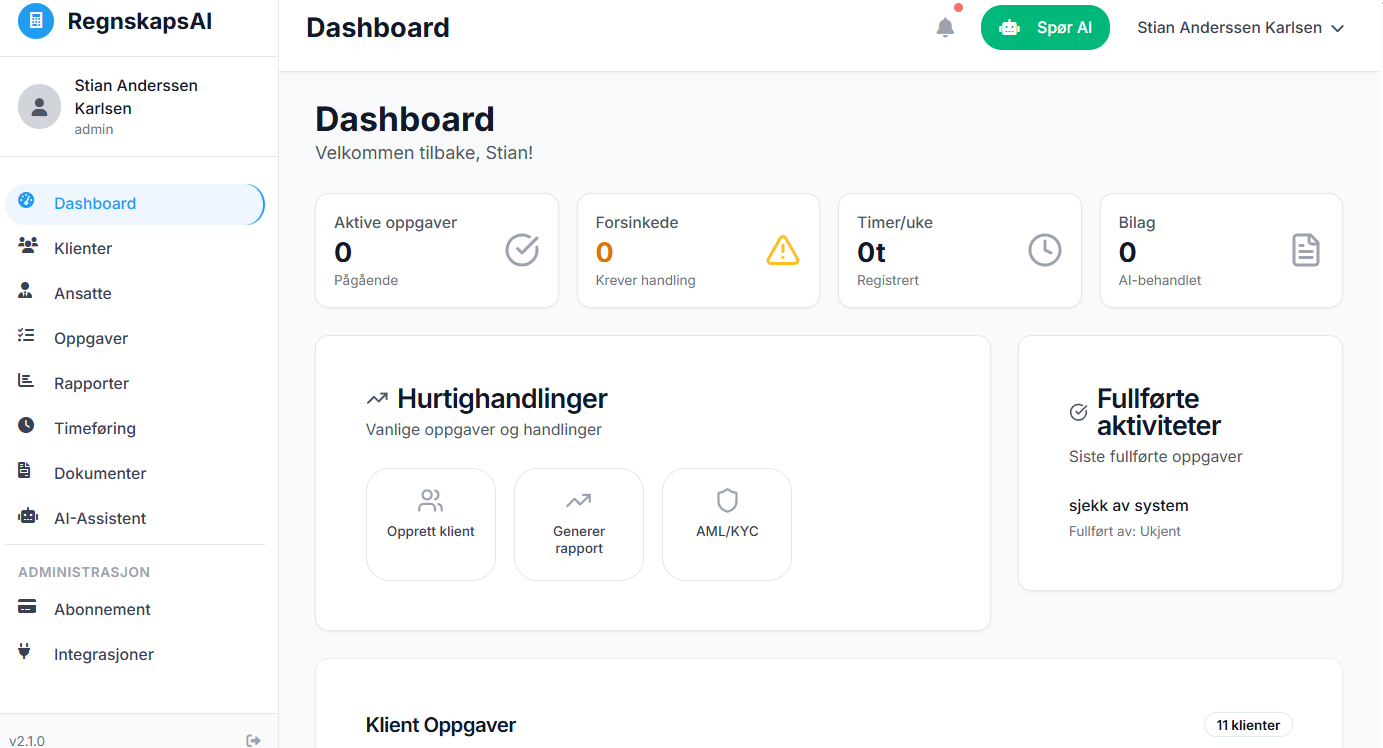 RegnskapsAI
Stian Anderssen
Karlsen
admin
Dashboard
Klienter
Ansatte
Oppgaver
Rapporter
Timeføring
Dokumenter
AI-Assistent
ADMINISTRASJON
Abonnement
Integrasjoner
v2.1.0
Dashboard
Spør AI
Stian Anderssen Karlsen
Dashboard
Velkommen tilbake, Stian!
Aktive oppgaver
0
Pågående
Forsinkede
0
Krever handling
Timer/uke
0t
Registrert
Bilag
0
AI-behandlet
Hurtighandlinger
Vanlige oppgaver og handlinger
Opprett klient
Generer
rapport
AML/KYC
Fullførte
aktiviteter
Siste fullførte oppgaver
sjekk av system
Fullført av: Ukjent
Klient Oppgaver
11 klienter